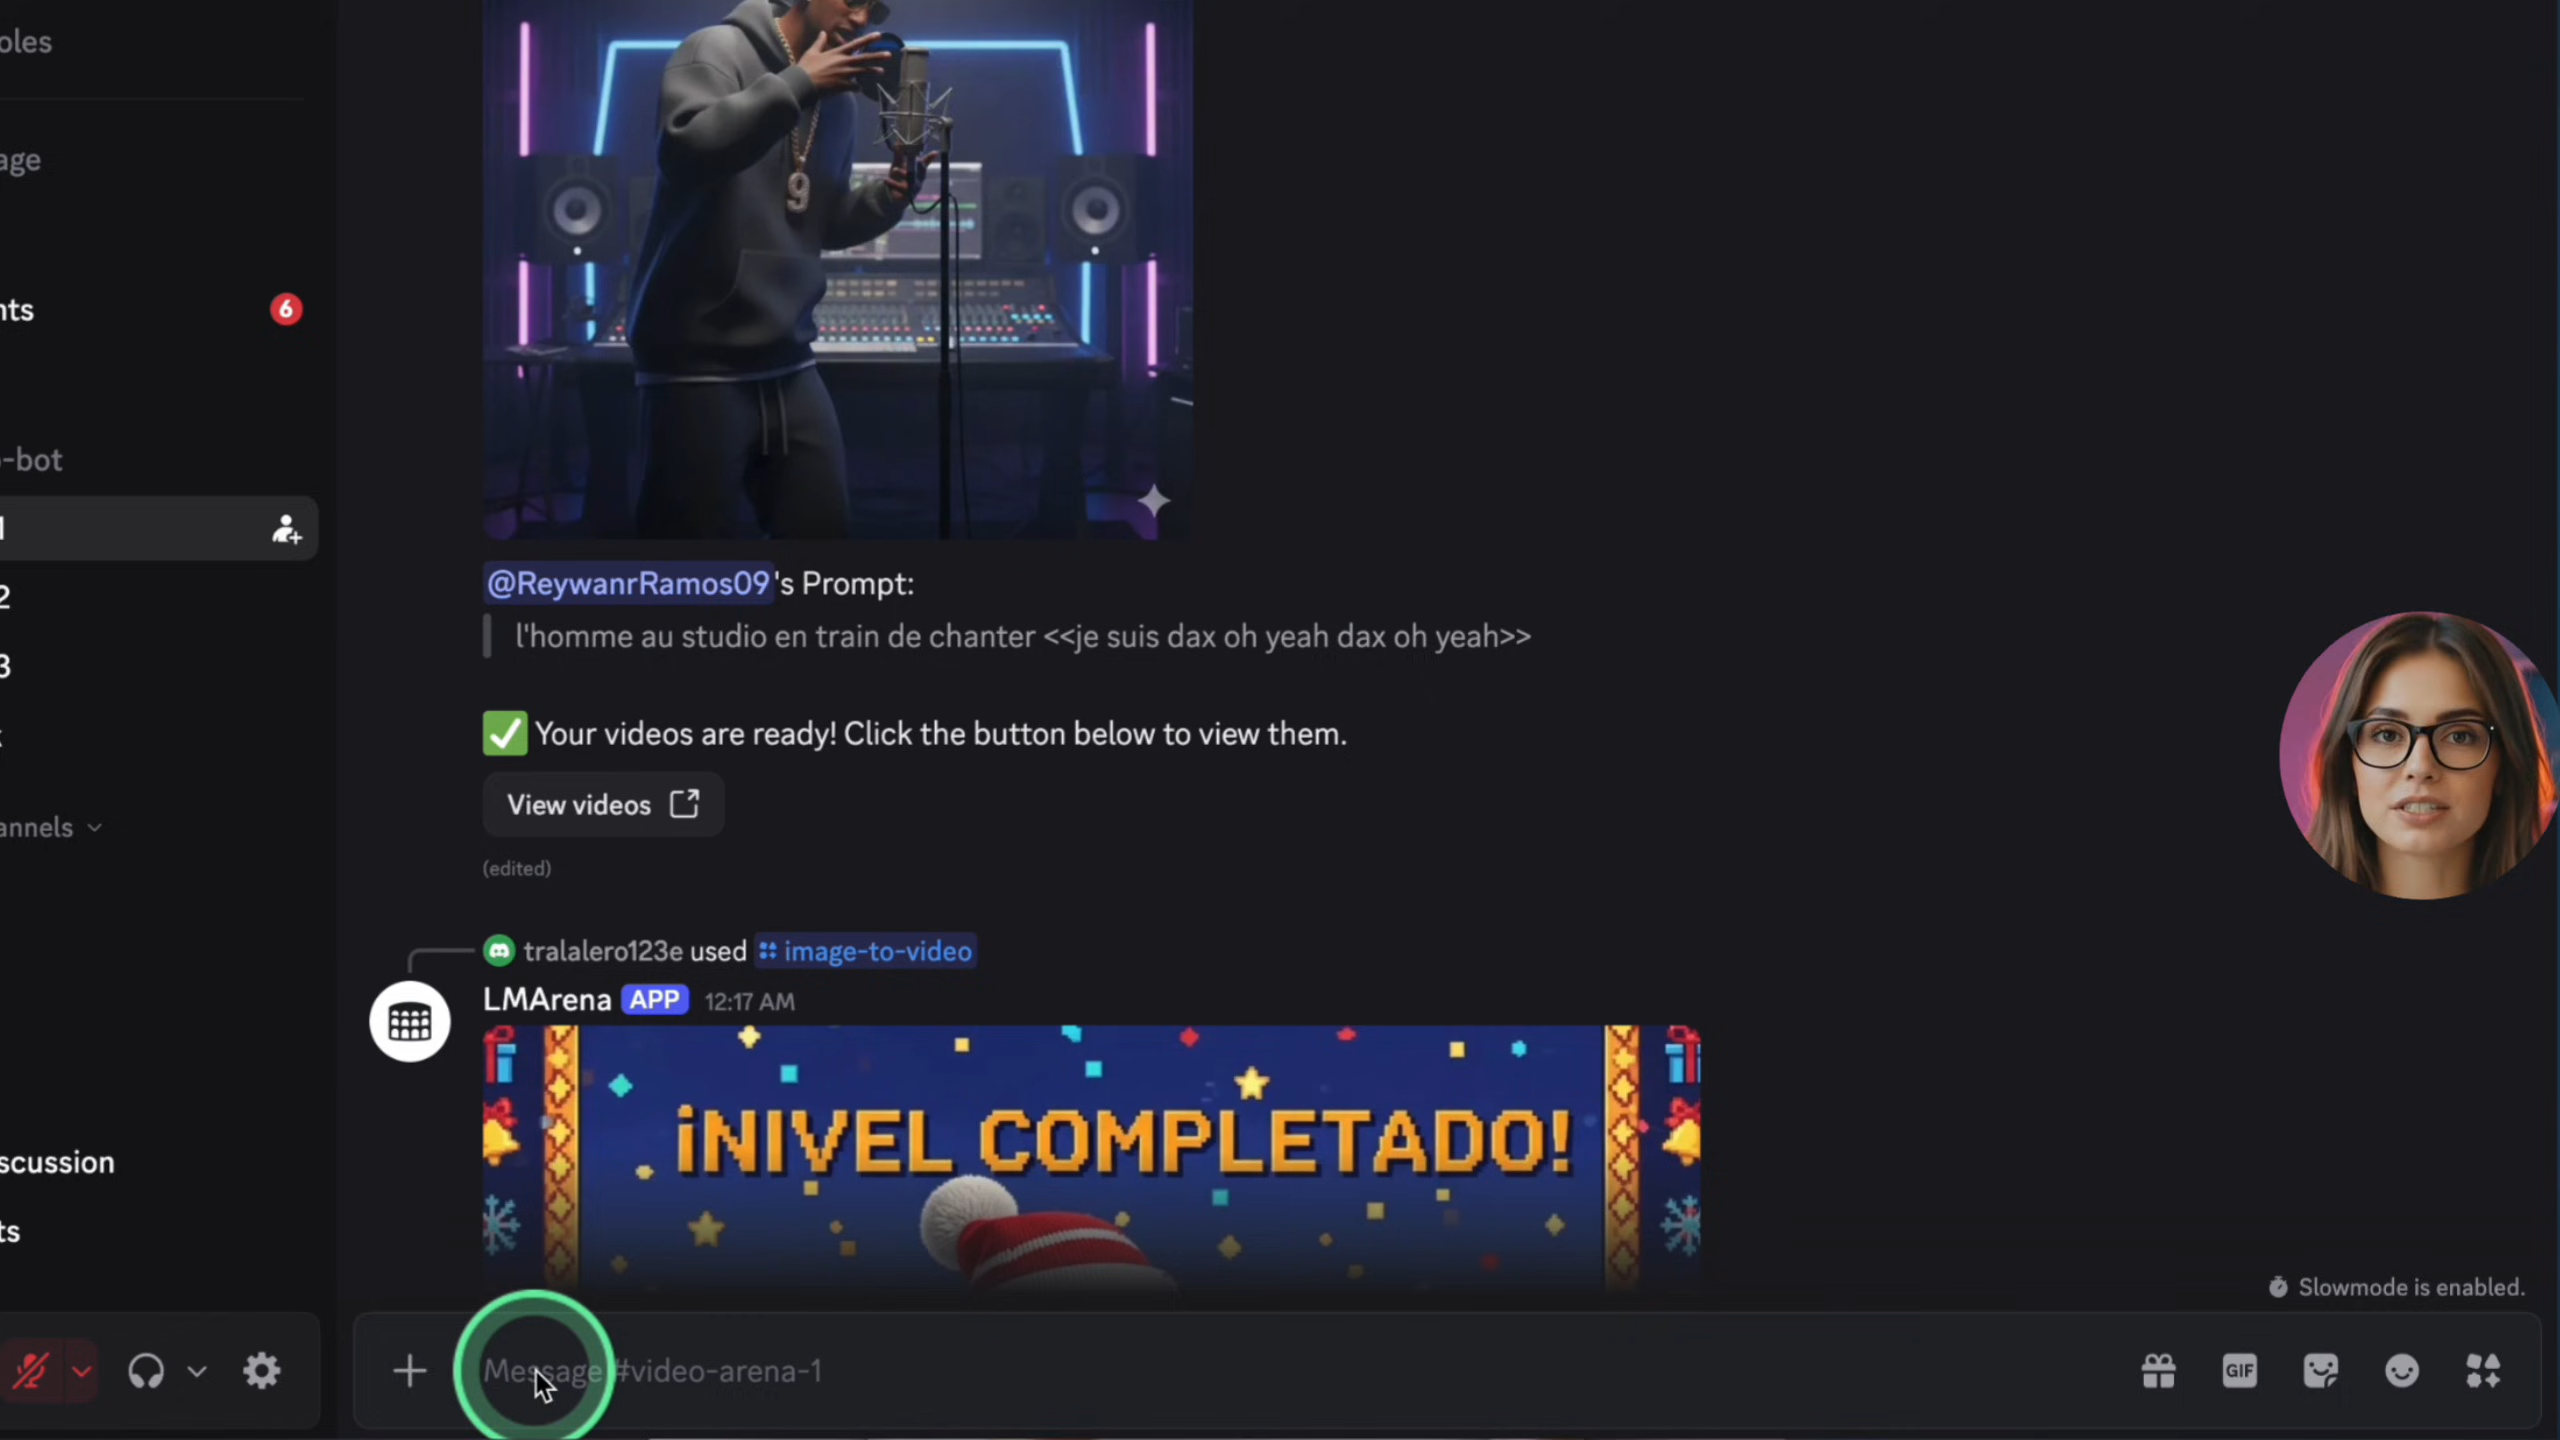 oles
age
nts
6
-bot
2
3
annels
scussion
ts
9
@ReywanrRamos09's Prompt:
l'homme au studio en train de chanter <<je suis dax oh yeah dax oh yeah>>
Your videos are ready! Click the button below to view them.
View videos
(edited)
tralalero123e used image-to-video
LMArena APP 12:17 AM
¡NIVEL COMPLETADO!
Slowmode is enabled.
Message #video-arena-1
GIF